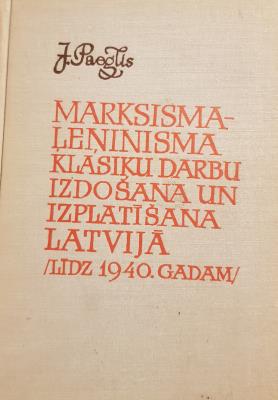 J. Paeglis
MARKSISMA-
ĻEŅINISMA
KLASIĶU DARBU
IZDOŠANA UN
IZPLATĪŠANA
LATVIJĀ
/LĪDZ 1940. GADAM/